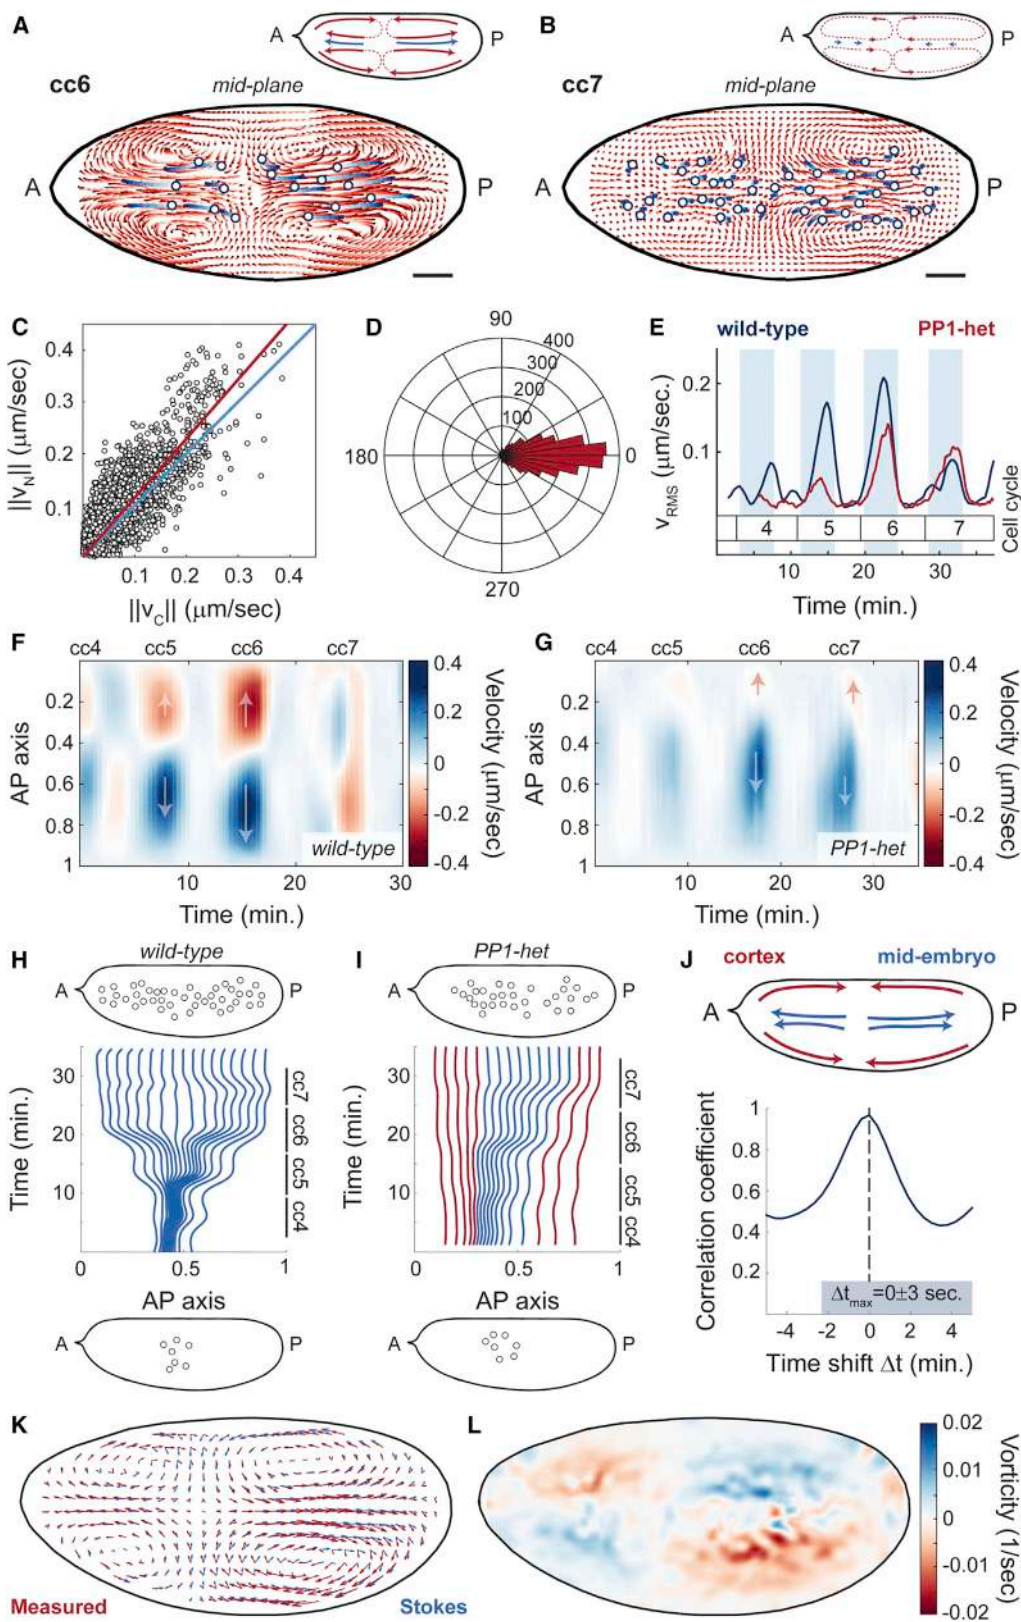 A
A
P
cc6
mid-plane
A
P
B
A
P
cc7
mid-plane
A
P
C
||v_N|| (μm/sec)
0.4
0.3
0.2
0.1
0.1
0.2
0.3
0.4
||v_C|| (μm/sec)
D
90
400
300
200
100
180
0
270
E
wild-type
PP1-het
v_RMS (μm/sec.)
0.2
0.1
4
5
6
7
Cell cycle
10
20
30
Time (min.)
F
cc4
cc5
cc6
cc7
AP axis
0.2
0.4
0.6
0.8
1
wild-type
10
20
30
Time (min.)
0.4
0.2
0
-0.2
-0.4
Velocity (μm/sec)
G
cc4
cc5
cc6
cc7
AP axis
0.2
0.4
0.6
0.8
1
PP1-het
10
20
30
Time (min.)
0.4
0.2
0
-0.2
-0.4
Velocity (μm/sec)
H
wild-type
A
P
Time (min.)
30
20
10
cc7
cc6
cc5
cc4
0
0.5
1
AP axis
A
P
I
PP1-het
A
P
Time (min.)
30
20
10
cc7
cc6
cc5
cc4
0
0.5
1
AP axis
A
P
J
cortex
mid-embryo
A
P
Correlation coefficient
1
0.8
0.6
0.4
0.2
Δt_max=0±3 sec.
-4
-2
0
2
4
Time shift Δt (min.)
K
Measured
Stokes
L
0.02
0.01
0
-0.01
-0.02
Vorticity (1/sec)